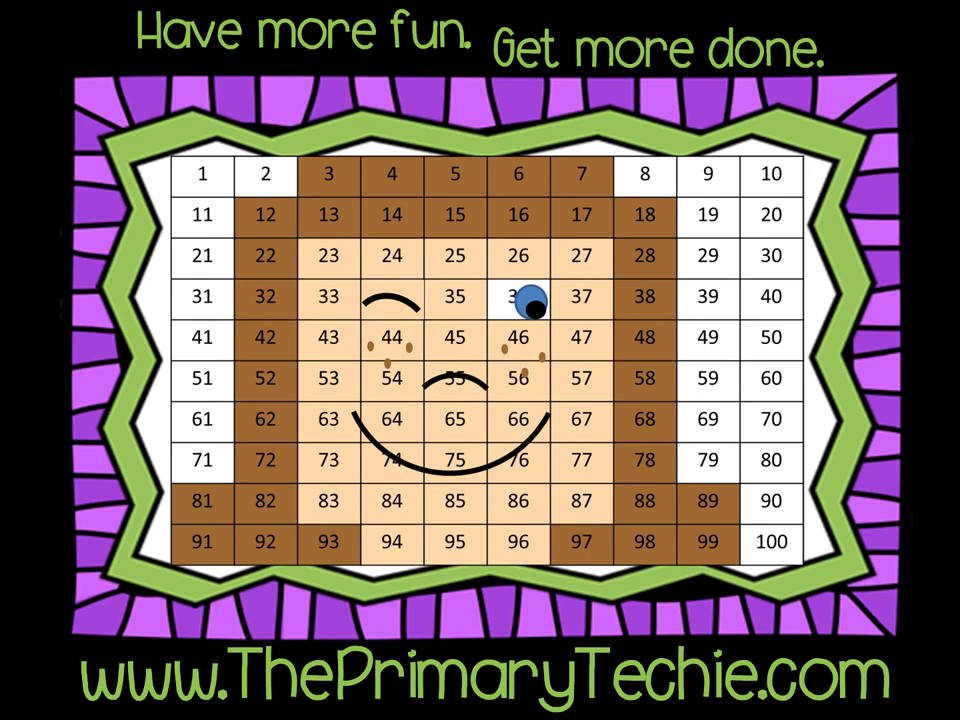 Have more fun. Get more done.
1 2 3 4 5 6 7 8 9 10
11 12 13 14 15 16 17 18 19 20
21 22 23 24 25 26 27 28 29 30
31 32 33 35 37 38 39 40
41 42 43 44 45 46 47 48 49 50
51 52 53 54 55 56 57 58 59 60
61 62 63 64 65 66 67 68 69 70
71 72 73 74 75 76 77 78 79 80
81 82 83 84 85 86 87 88 89 90
91 92 93 94 95 96 97 98 99 100
www.ThePrimaryTechie.com